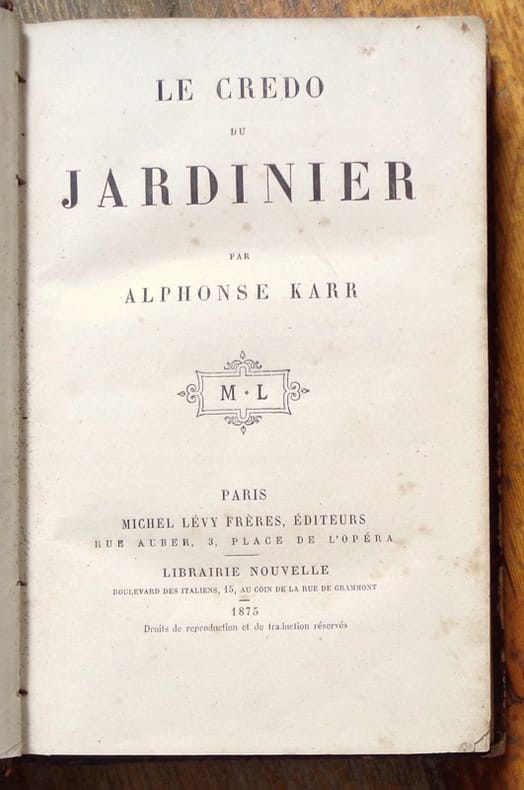 LE CREDO
DU
JARDINIER
PAR
ALPHONSE KARR
M · L
PARIS
MICHEL LÉVY FRÈRES, ÉDITEURS
RUE AUBER, 3, PLACE DE L'OPÉRA
LIBRAIRIE NOUVELLE
BOULEVARD DES ITALIENS, 15, AU COIN DE LA RUE DE GRAMMONT
1875
Droits de reproduction et de traduction réservés